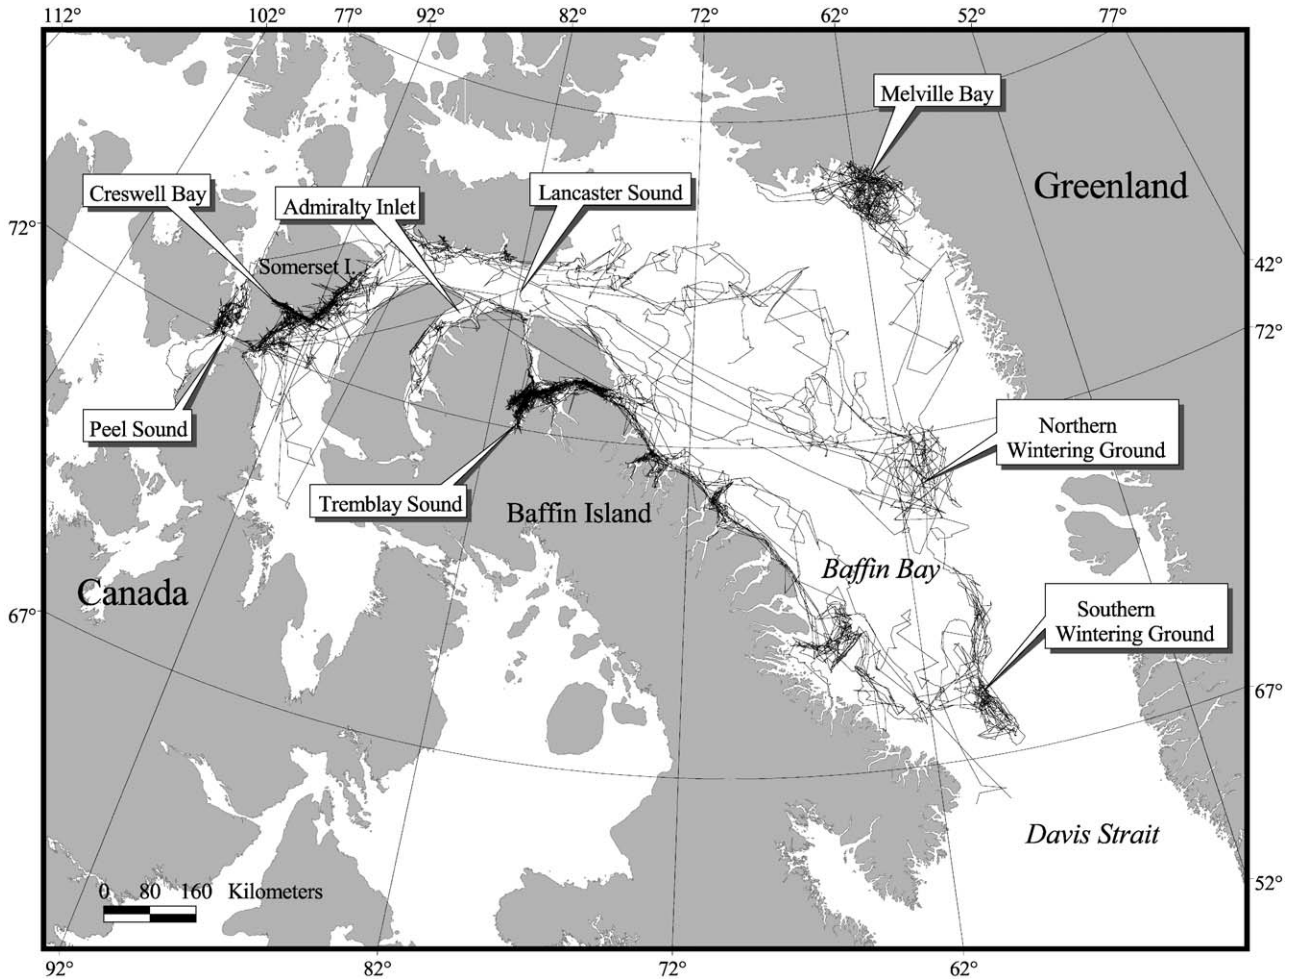 112°
102°
77°
92°
82°
72°
62°
52°
77°
Melville Bay
Creswell Bay
Admiralty Inlet
Lancaster Sound
Greenland
72°
Somerset I.
42°
72°
Peel Sound
Northern
Wintering Ground
Tremblay Sound
Baffin Island
Baffin Bay
Canada
67°
Southern
Wintering Ground
67°
Davis Strait
0 80 160 Kilometers
52°
92°
82°
72°
62°